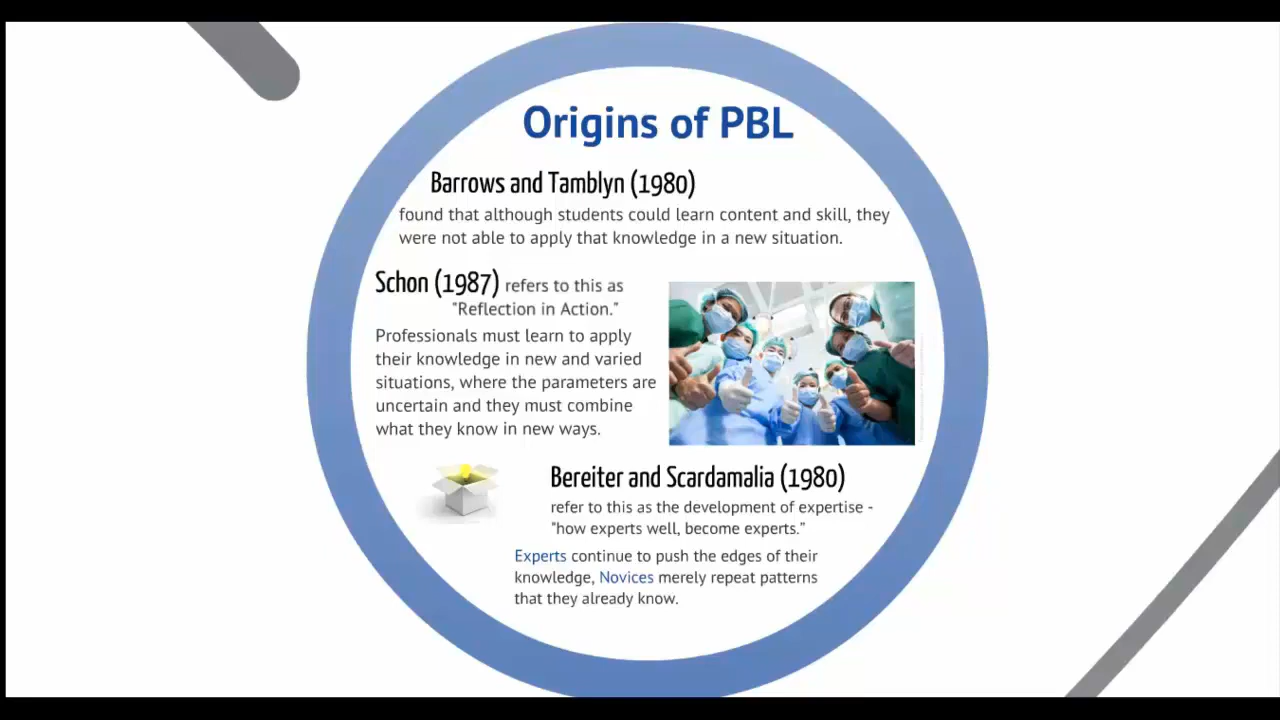 Origins of PBL
Barrows and Tamblyn (1980)
found that although students could learn content and skill, they
were not able to apply that knowledge in a new situation.
Schon (1987) refers to this as
"Reflection in Action."
Professionals must learn to apply
their knowledge in new and varied
situations, where the parameters are
uncertain and they must combine
what they know in new ways.
Bereiter and Scardamalia (1980)
refer to this as the development of expertise -
"how experts well, become experts."
Experts continue to push the edges of their
knowledge, Novices merely repeat patterns
that they already know.